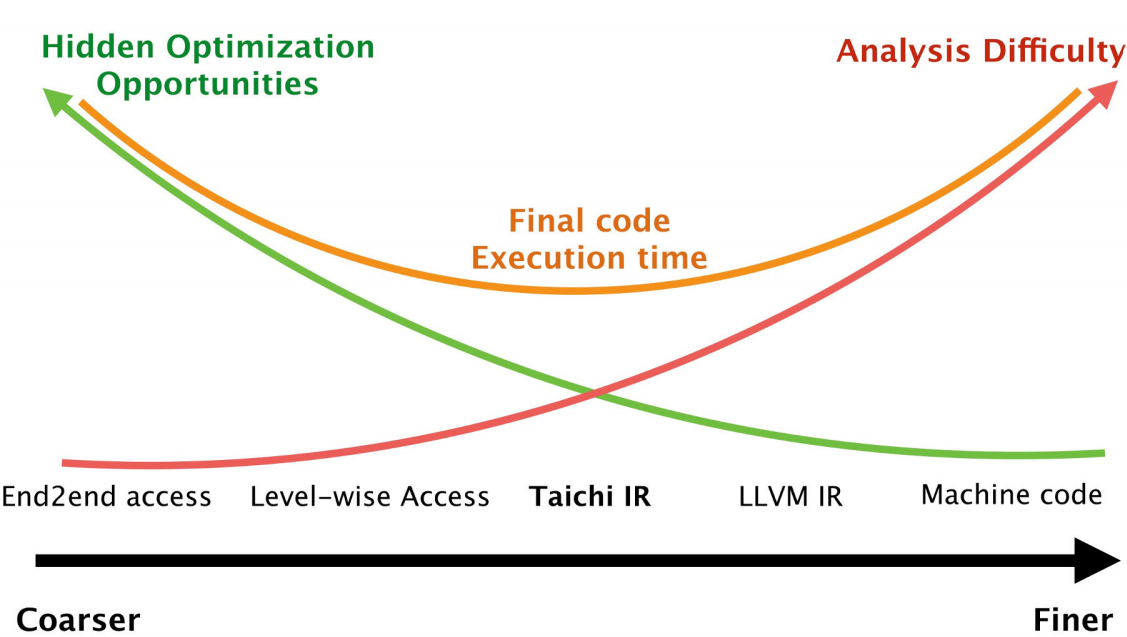 Hidden Optimization
Opportunities
Analysis Difficulty
Final code
Execution time
End2end access
Level-wise Access
Taichi IR
LLVM IR
Machine code
Coarser
Finer